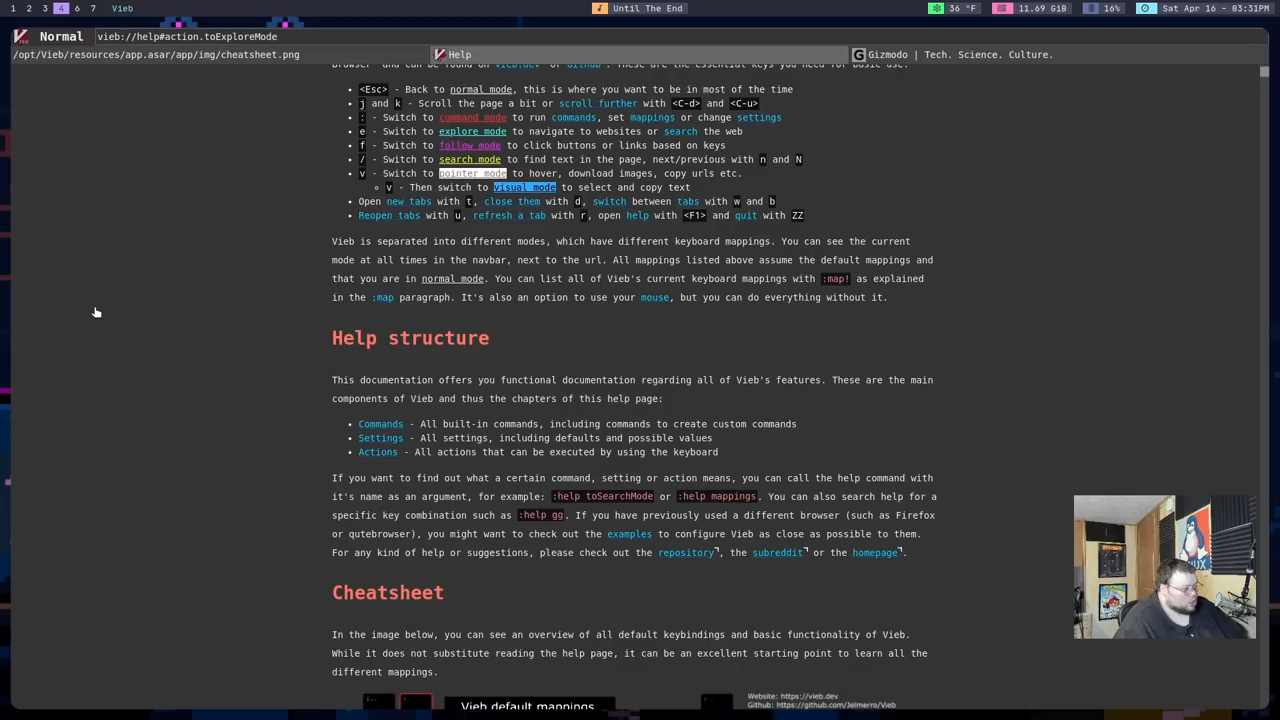 1 2 3 4 6 7 Vieb Until The End 36 °F 11.69 GiB 16% Sat Apr 16 - 03:31PM
Normal vieb://help#action.toExploreMode
/opt/Vieb/resources/app.asar/app/img/cheatsheet.png Help Gizmodo | Tech. Science. Culture.
browser and can be found on vieb.dev or Github. These are the essential keys you need for basic use:
<Esc> - Back to normal mode, this is where you want to be in most of the time
j and k - Scroll the page a bit or scroll further with <C-d> and <C-u>
: - Switch to command mode to run commands, set mappings or change settings
e - Switch to explore mode to navigate to websites or search the web
f - Switch to follow mode to click buttons or links based on keys
/ - Switch to search mode to find text in the page, next/previous with n and N
v - Switch to pointer mode to hover, download images, copy urls etc.
v - Then switch to visual mode to select and copy text
Open new tabs with t, close them with d, switch between tabs with w and b
Reopen tabs with u, refresh a tab with r, open help with <F1> and quit with ZZ
Vieb is separated into different modes, which have different keyboard mappings. You can see the current
mode at all times in the navbar, next to the url. All mappings listed above assume the default mappings and
that you are in normal mode. You can list all of Vieb's current keyboard mappings with :map! as explained
in the :map paragraph. It's also an option to use your mouse, but you can do everything without it.
Help structure
This documentation offers you functional documentation regarding all of Vieb's features. These are the main
components of Vieb and thus the chapters of this help page:
Commands - All built-in commands, including commands to create custom commands
Settings - All settings, including defaults and possible values
Actions - All actions that can be executed by using the keyboard
If you want to find out what a certain command, setting or action means, you can call the help command with
it's name as an argument, for example: :help toSearchMode or :help mappings. You can also search help for a
specific key combination such as :help gg. If you have previously used a different browser (such as Firefox
or qutebrowser), you might want to check out the examples to configure Vieb as close as possible to them.
For any kind of help or suggestions, please check out the repository, the subreddit or the homepage.
Cheatsheet
In the image below, you can see an overview of all default keybindings and basic functionality of Vieb.
While it does not substitute reading the help page, it can be an excellent starting point to learn all the
different mappings.
Vieb default mappings
Website: https://vieb.dev
Github: https://github.com/Jelmerro/Vieb